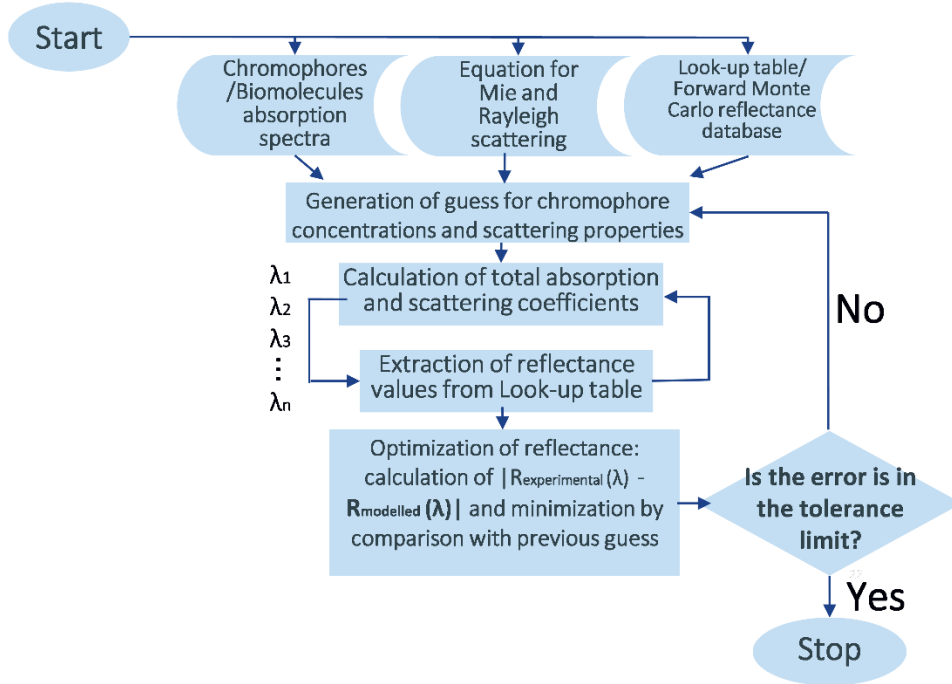 Start
Chromophores
/Biomolecules
absorption
spectra
Equation for
Mie and
Rayleigh
scattering
Look-up table/
Forward Monte
Carlo reflectance
database
Generation of guess for chromophore
concentrations and scattering properties
λ1
λ2
λ3
⋮
λn
Calculation of total absorption
and scattering coefficients
Extraction of reflectance
values from Look-up table
No
Optimization of reflectance:
calculation of |Rexperimental (λ) -
Rmodelled (λ)| and minimization by
comparison with previous guess
Is the error is in
the tolerance
limit?
Yes
Stop